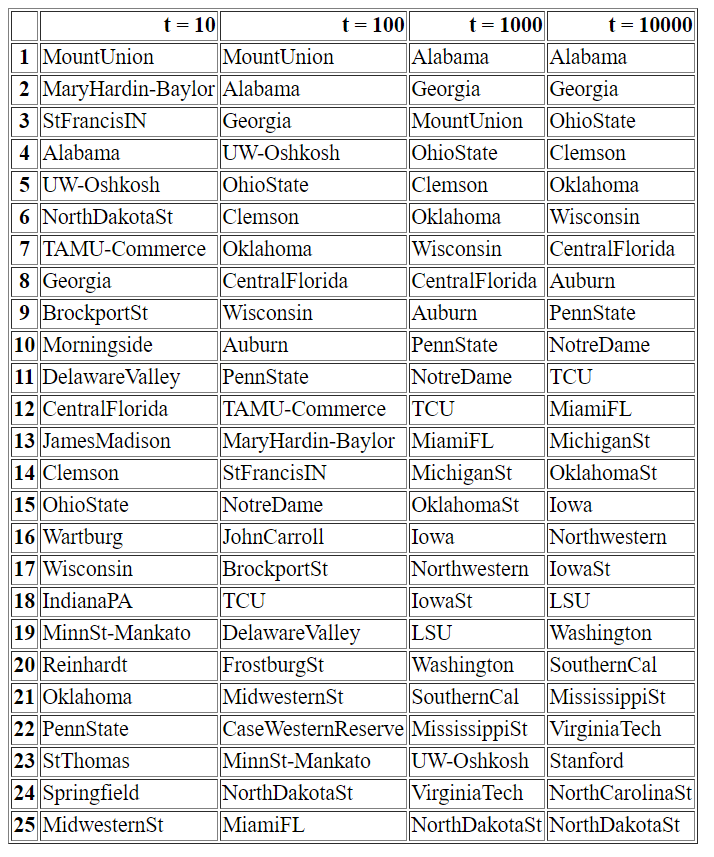 t = 10 t = 100 t = 1000 t = 10000
1 MountUnion MountUnion Alabama Alabama
2 MaryHardin-Baylor Alabama Georgia Georgia
3 StFrancisIN Georgia MountUnion OhioState
4 Alabama UW-Oshkosh OhioState Clemson
5 UW-Oshkosh OhioState Clemson Oklahoma
6 NorthDakotaSt Clemson Oklahoma Wisconsin
7 TAMU-Commerce Oklahoma Wisconsin CentralFlorida
8 Georgia CentralFlorida CentralFlorida Auburn
9 BrockportSt Wisconsin Auburn PennState
10 Morningside Auburn PennState NotreDame
11 DelawareValley PennState NotreDame TCU
12 CentralFlorida TAMU-Commerce TCU MiamiFL
13 JamesMadison MaryHardin-Baylor MiamiFL MichiganSt
14 Clemson StFrancisIN MichiganSt OklahomaSt
15 OhioState NotreDame OklahomaSt Iowa
16 Wartburg JohnCarroll Iowa Northwestern
17 Wisconsin BrockportSt Northwestern IowaSt
18 IndianaPA TCU IowaSt LSU
19 MinnSt-Mankato DelawareValley LSU Washington
20 Reinhardt FrostburgSt Washington SouthernCal
21 Oklahoma MidwesternSt SouthernCal MississippiSt
22 PennState CaseWesternReserve MississippiSt VirginiaTech
23 StThomas MinnSt-Mankato UW-Oshkosh Stanford
24 Springfield NorthDakotaSt VirginiaTech NorthCarolinaSt
25 MidwesternSt MiamiFL NorthDakotaSt NorthDakotaSt